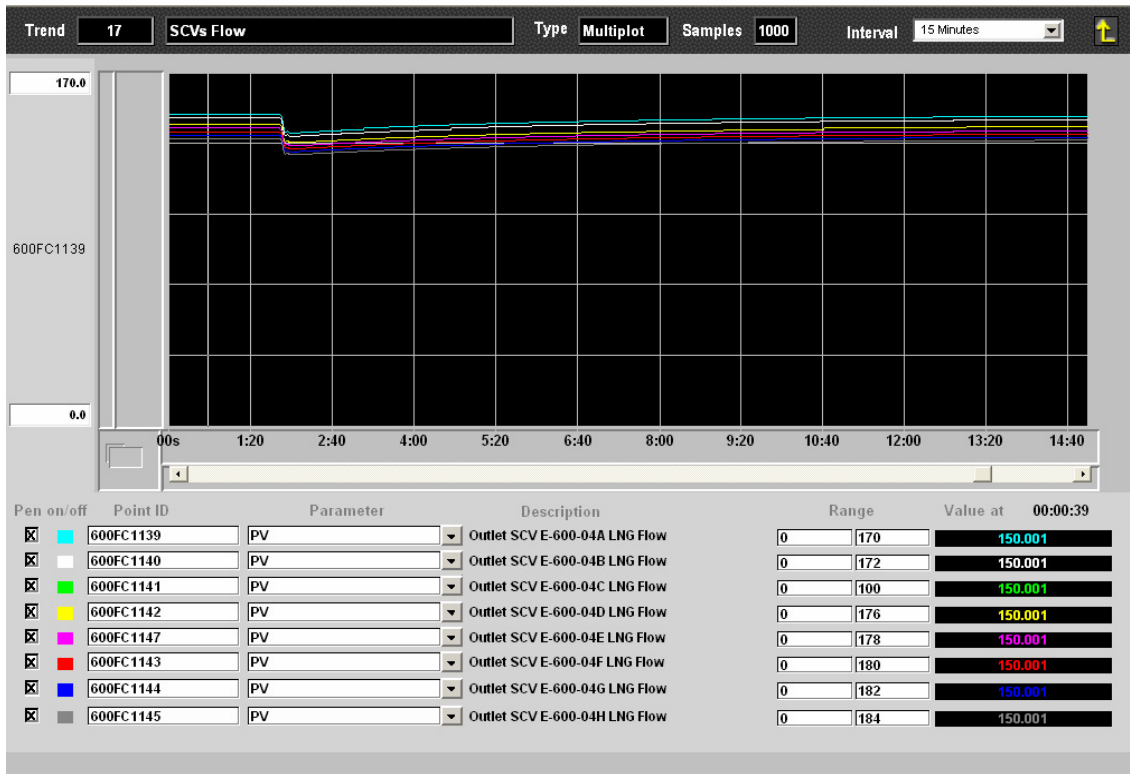 Trend 17 SCVs Flow Type Multiplot Samples 1000 Interval 15 Minutes
170.0
600FC1139
0.0
00s 1:20 2:40 4:00 5:20 6:40 8:00 9:20 10:40 12:00 13:20 14:40
Pen on/off Point ID Parameter Description Range Value at 00:00:39
600FC1139 PV Outlet SCV E-600-04A LNG Flow 0 170 150.001
600FC1140 PV Outlet SCV E-600-04B LNG Flow 0 172 150.001
600FC1141 PV Outlet SCV E-600-04C LNG Flow 0 100 150.001
600FC1142 PV Outlet SCV E-600-04D LNG Flow 0 176 150.001
600FC1147 PV Outlet SCV E-600-04E LNG Flow 0 178 150.001
600FC1143 PV Outlet SCV E-600-04F LNG Flow 0 180 150.001
600FC1144 PV Outlet SCV E-600-04G LNG Flow 0 182 150.001
600FC1145 PV Outlet SCV E-600-04H LNG Flow 0 184 150.001